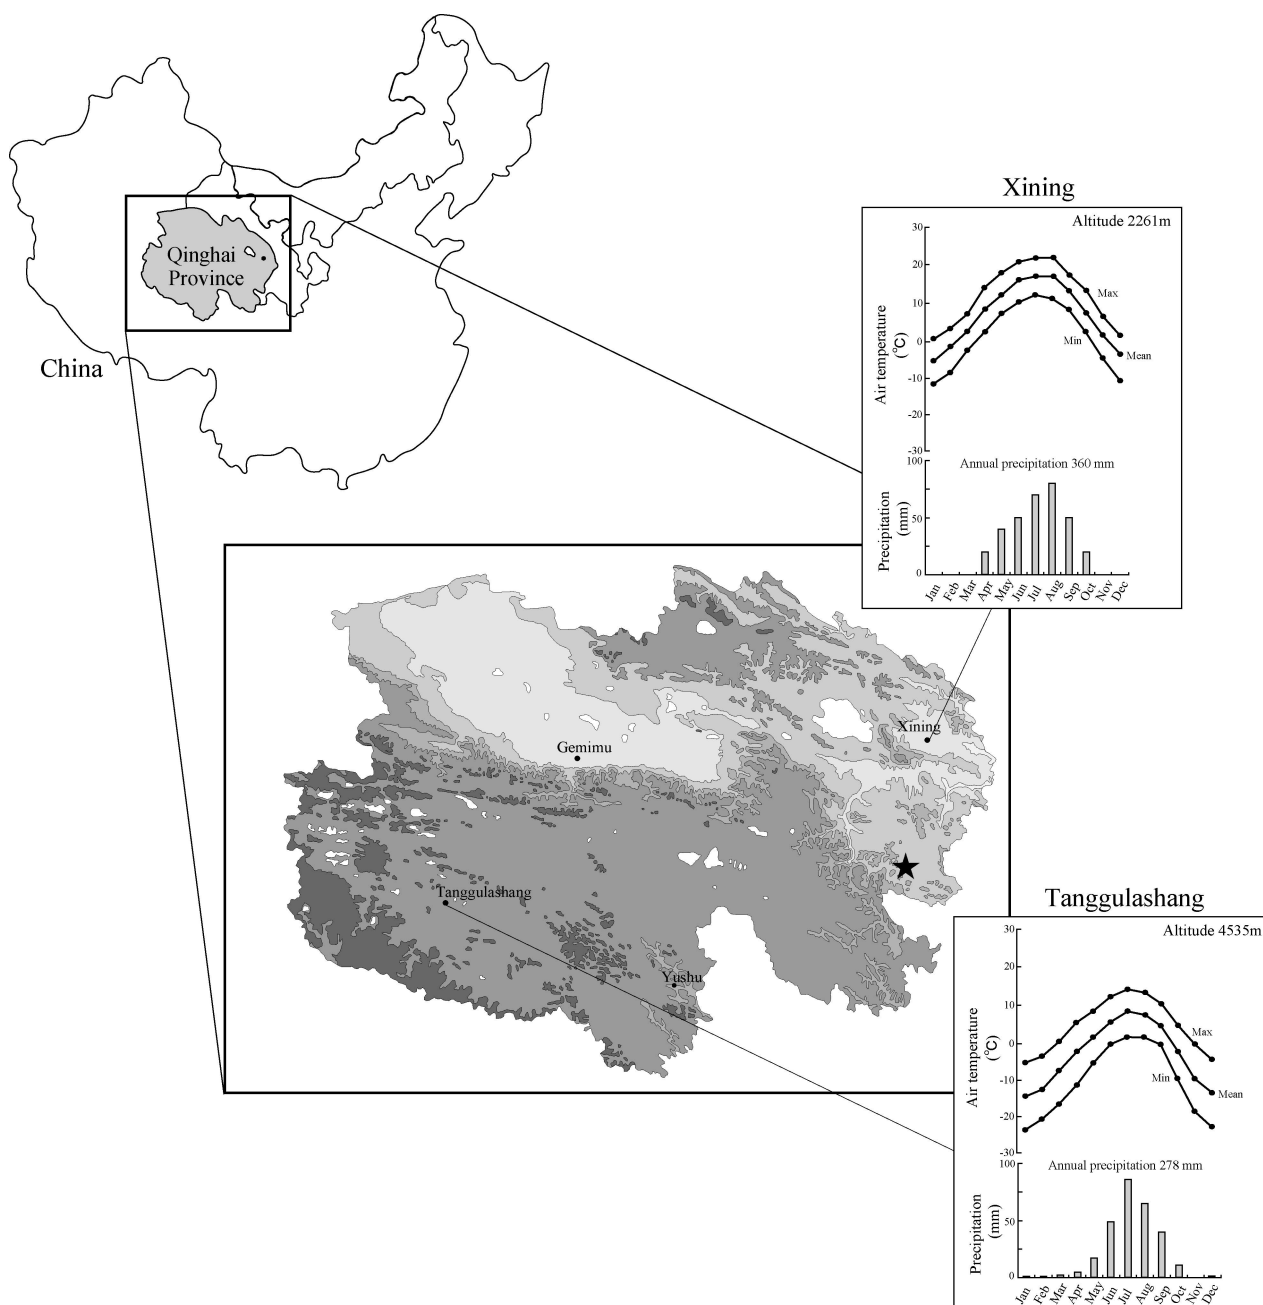 Qinghai
Province
China
Xining
Altitude 2261m
30
20
10
0
-10
-20
-30
Air temperature
(℃)
Max
Min
Mean
Annual precipitation 360 mm
100
50
0
Precipitation
(mm)
Jan
Feb
Mar
Apr
May
Jun
Jul
Aug
Sep
Oct
Nov
Dec
Xining
Gemimu
Tanggulashang
Yushu
Tanggulashang
Altitude 4535m
30
20
10
0
-10
-20
-30
Air temperature
(℃)
Max
Min
Mean
Annual precipitation 278 mm
100
50
0
Precipitation
(mm)
Jan
Feb
Mar
Apr
May
Jun
Jul
Aug
Sep
Oct
Nov
Dec